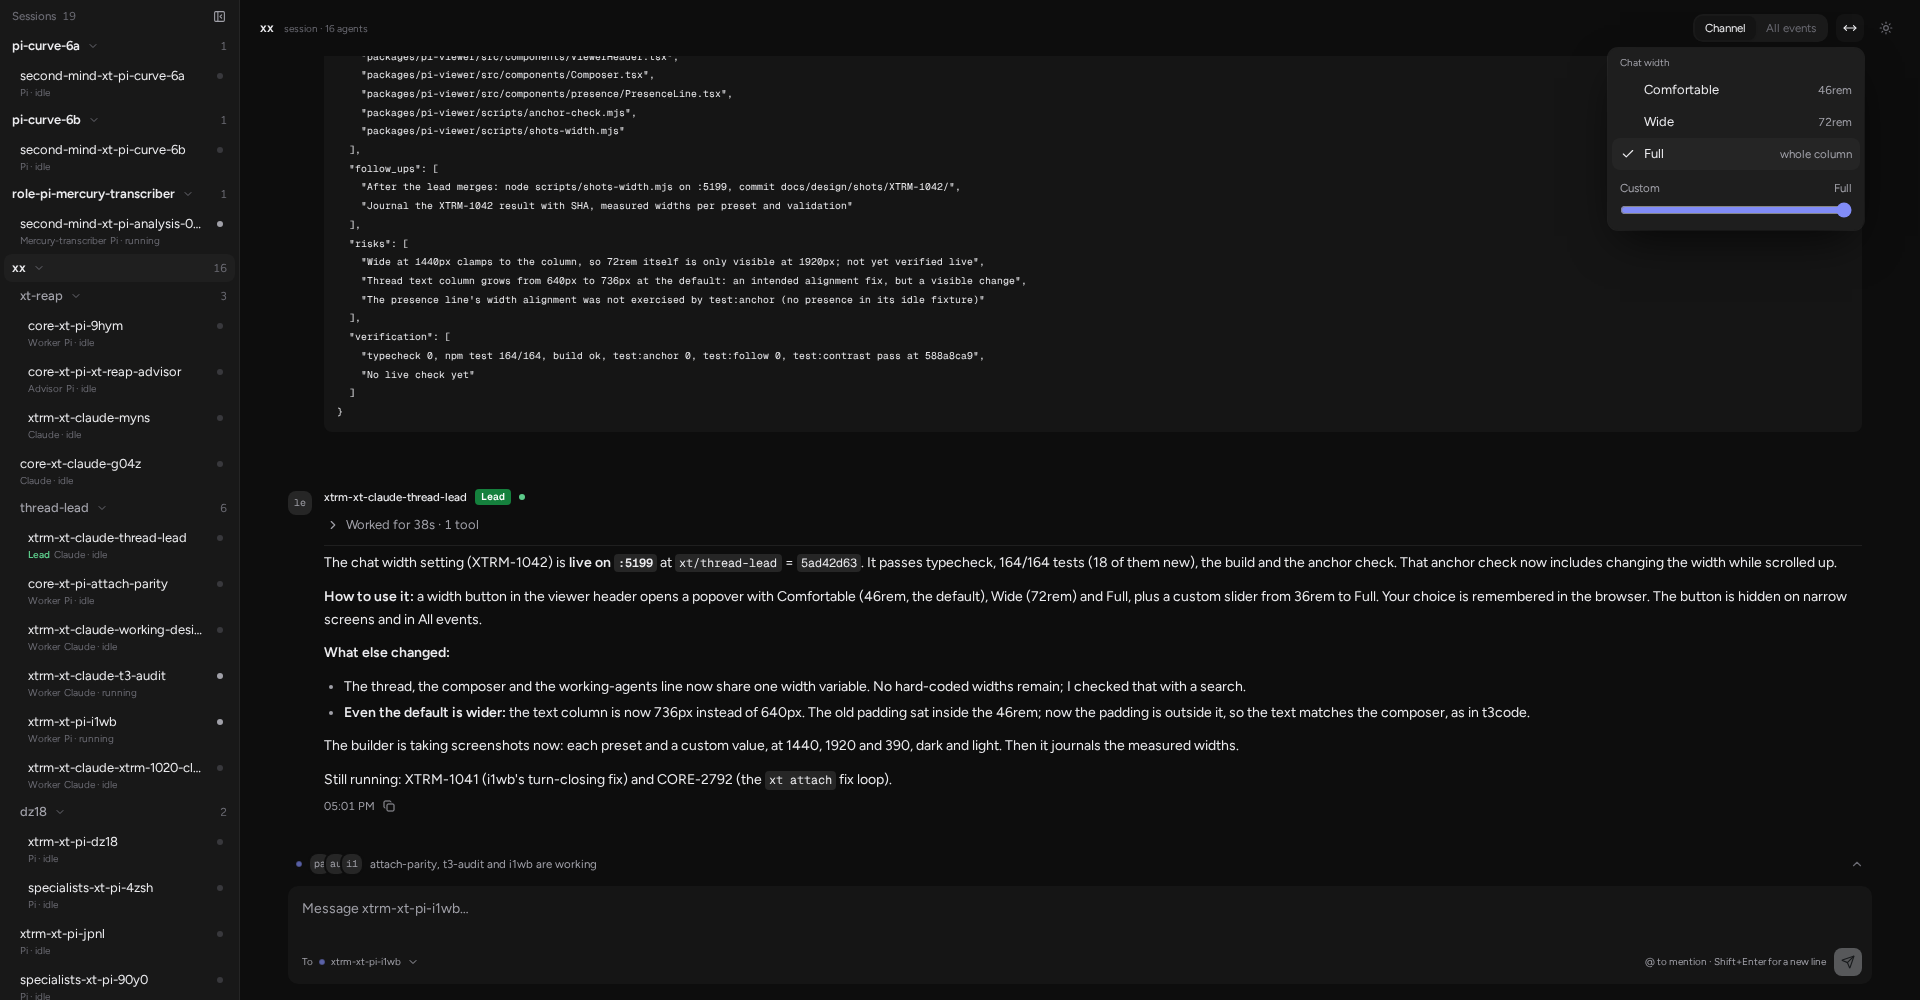 Sessions 19
pi-curve-6a 1
second-mind-xt-pi-curve-6a
Pi · idle
pi-curve-6b 1
second-mind-xt-pi-curve-6b
Pi · idle
role-pi-mercury-transcriber 1
second-mind-xt-pi-analysis-0...
Mercury-transcriber Pi · running
xx 16
xt-reap 3
core-xt-pi-9hym
Worker Pi · idle
core-xt-pi-xt-reap-advisor
Advisor Pi · idle
xtrm-xt-claude-myns
Claude · idle
core-xt-claude-g04z
Claude · idle
thread-lead 6
xtrm-xt-claude-thread-lead
Lead Claude · idle
core-xt-pi-attach-parity
Worker Pi · idle
xtrm-xt-claude-working-desi...
Worker Claude · idle
xtrm-xt-claude-t3-audit
Worker Claude · running
xtrm-xt-pi-i1wb
Worker Pi · running
xtrm-xt-claude-xtrm-1020-cl...
Worker Claude · idle
dz18 2
xtrm-xt-pi-dz18
Pi · idle
specialists-xt-pi-4zsh
Pi · idle
xtrm-xt-pi-jpnl
Pi · idle
specialists-xt-pi-90y0
Pi · idle
xx session · 16 agents
Channel All events
Chat width
Comfortable 46rem
Wide 72rem
Full whole column
Custom Full
"packages/pi-viewer/src/components/ViewerHeader.tsx",
"packages/pi-viewer/src/components/Composer.tsx",
"packages/pi-viewer/src/components/presence/PresenceLine.tsx",
"packages/pi-viewer/scripts/anchor-check.mjs",
"packages/pi-viewer/scripts/shots-width.mjs"
],
"follow_ups": [
"After the lead merges: node scripts/shots-width.mjs on :5199, commit docs/design/shots/XTRM-1042/",
"Journal the XTRM-1042 result with SHA, measured widths per preset and validation"
],
"risks": [
"Wide at 1440px clamps to the column, so 72rem itself is only visible at 1920px; not yet verified live",
"Thread text column grows from 640px to 736px at the default: an intended alignment fix, but a visible change",
"The presence line's width alignment was not exercised by test:anchor (no presence in its idle fixture)"
],
"verification": [
"typecheck 0, npm test 164/164, build ok, test:anchor 0, test:follow 0, test:contrast pass at 588a8ca9",
"No live check yet"
]
}
le xtrm-xt-claude-thread-lead Lead
Worked for 38s · 1 tool
The chat width setting (XTRM-1042) is live on :5199 at xt/thread-lead = 5ad42d63. It passes typecheck, 164/164 tests (18 of them new), the build and the anchor check. That anchor check now includes changing the width while scrolled up.
How to use it: a width button in the viewer header opens a popover with Comfortable (46rem, the default), Wide (72rem) and Full, plus a custom slider from 36rem to Full. Your choice is remembered in the browser. The button is hidden on narrow
screens and in All events.
What else changed:
• The thread, the composer and the working-agents line now share one width variable. No hard-coded widths remain; I checked that with a search.
• Even the default is wider: the text column is now 736px instead of 640px. The old padding sat inside the 46rem; now the padding is outside it, so the text matches the composer, as in t3code.
The builder is taking screenshots now: each preset and a custom value, at 1440, 1920 and 390, dark and light. Then it journals the measured widths.
Still running: XTRM-1041 (i1wb's turn-closing fix) and CORE-2792 (the xt attach fix loop).
05:01 PM
pa au i1 attach-parity, t3-audit and i1wb are working
Message xtrm-xt-pi-i1wb...
To xtrm-xt-pi-i1wb
@ to mention · Shift+Enter for a new line